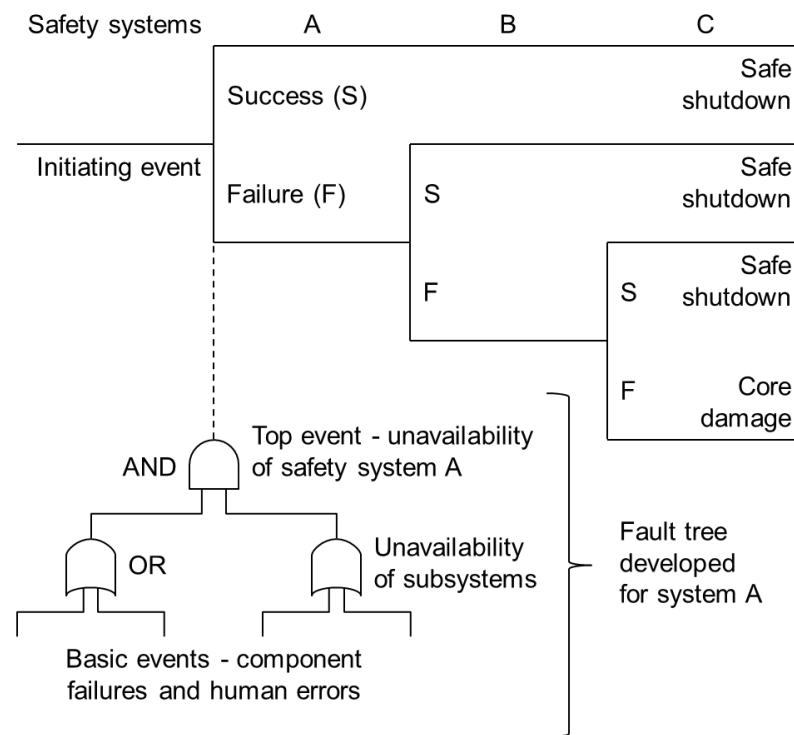 Safety systems A B C
Safe
Success (S) shutdown
Initiating event Safe
Failure (F) S shutdown
Safe
F S shutdown
F Core
damage
Top event - unavailability
AND of safety system A
Fault tree
OR Unavailability developed
of subsystems for system A
Basic events - component
failures and human errors